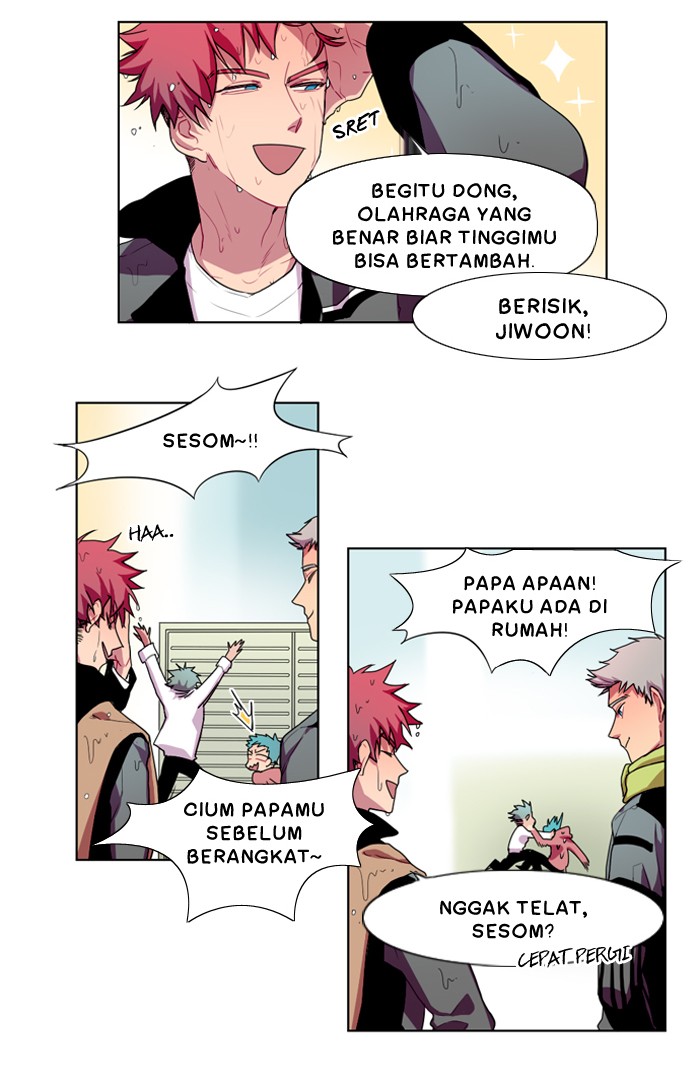 SRET
BEGITU DONG,
OLAHRAGA YANG
BENAR BIAR TINGGIMU
BISA BERTAMBAH.
BERISIK,
JIWOON!
SESOM~!!
HAA..
CIUM PAPAMU
SEBELUM
BERANGKAT~
PAPA APAAN!
PAPAKU ADA DI
RUMAH!
NGGAK TELAT,
SESOM?
CEPAT PERGI